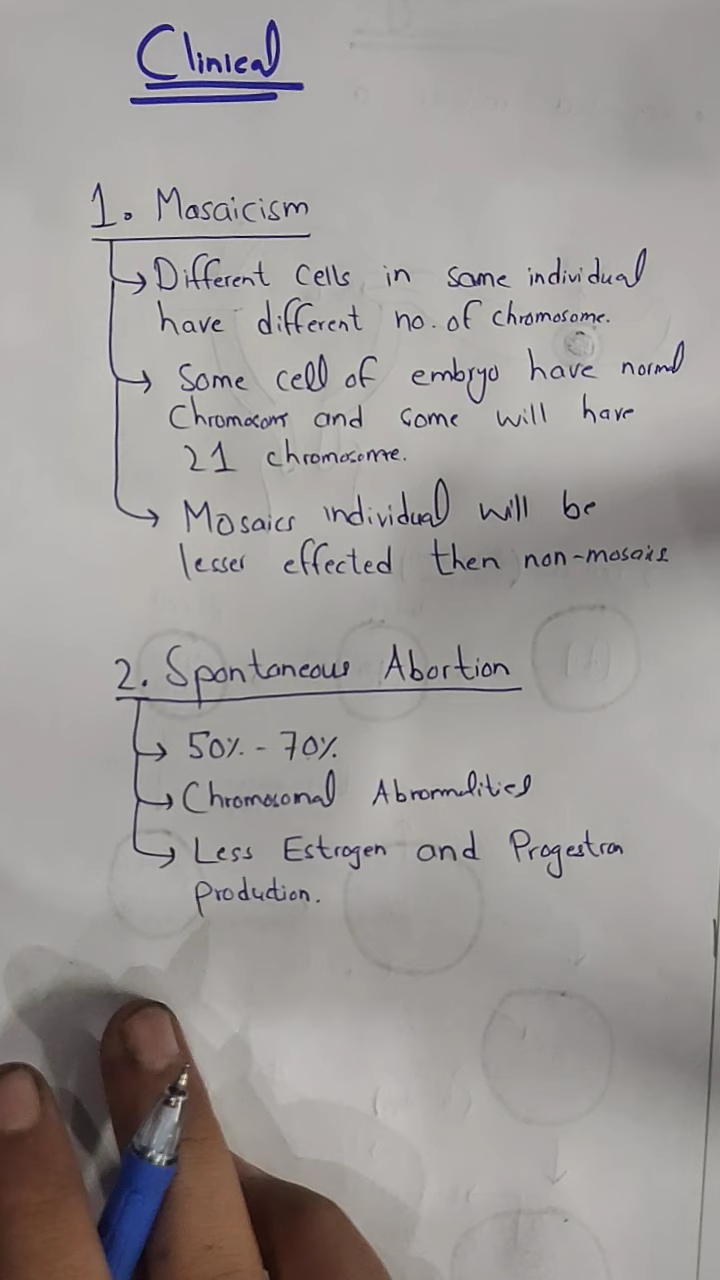 Clinical
1. Mosaicism
Different Cells in same individual
have different no. of chromosome.
Some cell of embryo have normal
Chromosom and some will have
21 chromosome.
Mosaics individual will be
lesser effected then non-mosais
2. Spontaneous Abortion
50% - 70%
Chromosomal Abnormalities
Less Estrogen and Progestron
Production.